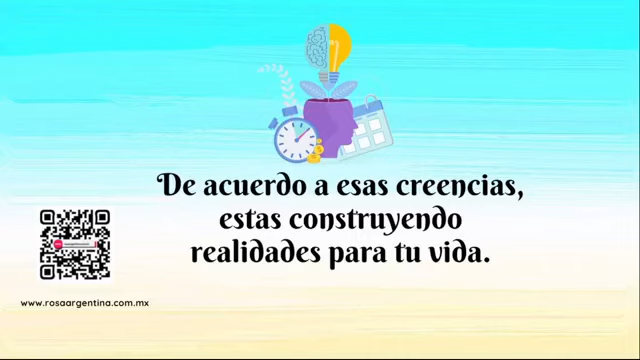 De acuerdo a esas creencias,
estas construyendo
realidades para tu vida.
www.rosaargentina.com.mx